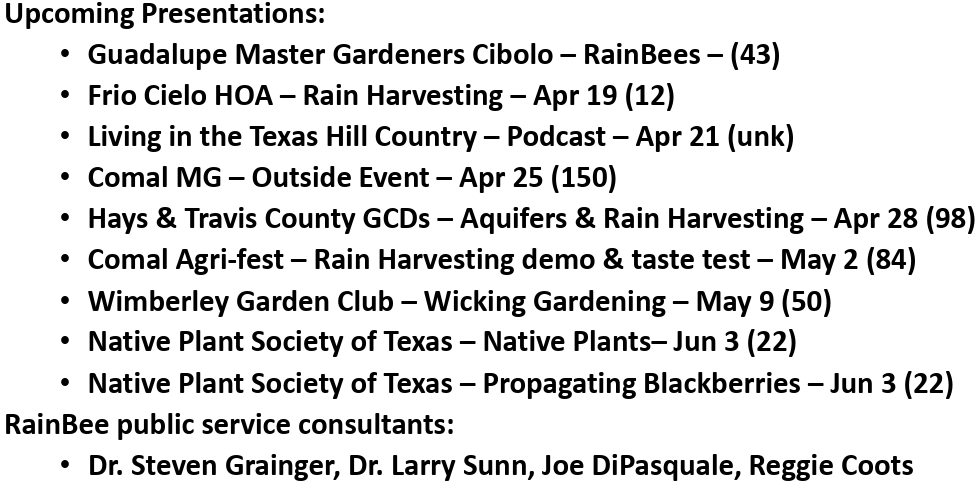 Upcoming Presentations:
• Guadalupe Master Gardeners Cibolo – RainBees – (43)
• Frio Cielo HOA – Rain Harvesting – Apr 19 (12)
• Living in the Texas Hill Country – Podcast – Apr 21 (unk)
• Comal MG – Outside Event – Apr 25 (150)
• Hays & Travis County GCDs – Aquifers & Rain Harvesting – Apr 28 (98)
• Comal Agri-fest – Rain Harvesting demo & taste test – May 2 (84)
• Wimberley Garden Club – Wicking Gardening – May 9 (50)
• Native Plant Society of Texas – Native Plants– Jun 3 (22)
• Native Plant Society of Texas – Propagating Blackberries – Jun 3 (22)
RainBee public service consultants:
• Dr. Steven Grainger, Dr. Larry Sunn, Joe DiPasquale, Reggie Coots